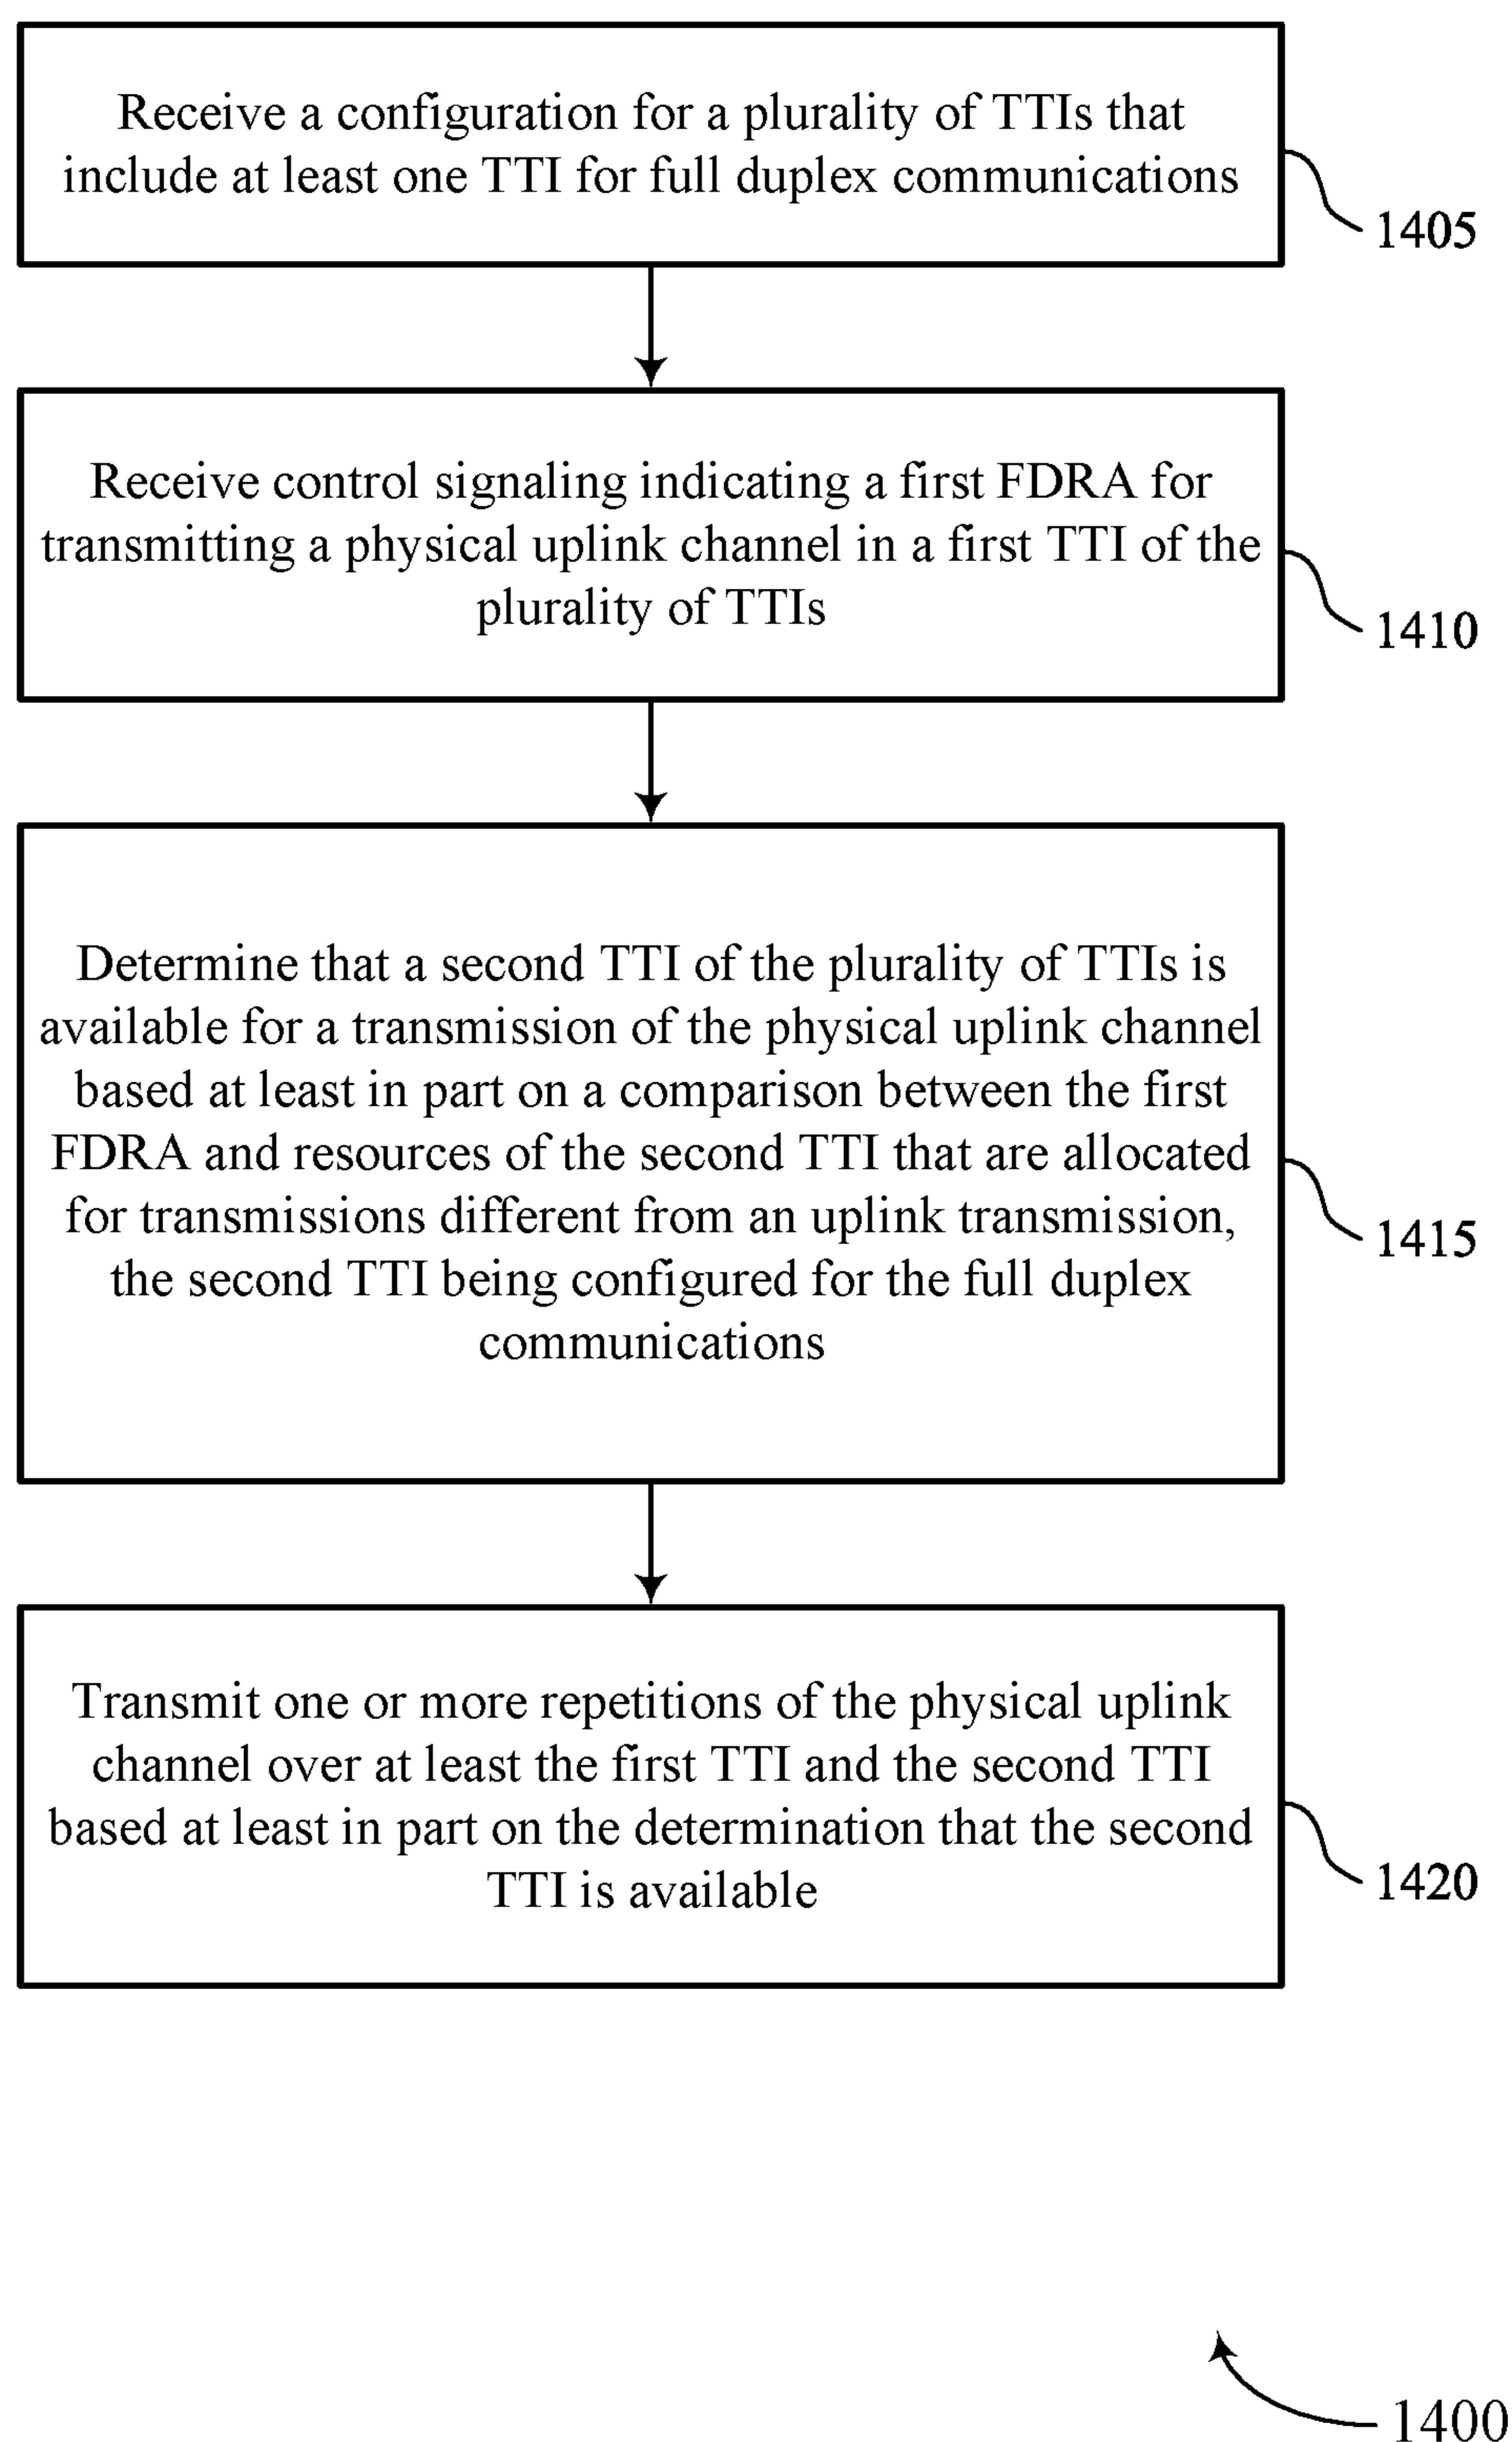 Receive a configuration for a plurality of TTIs that
include at least one TTI for full duplex communications
1405
Receive control signaling indicating a first FDRA for
transmitting a physical uplink channel in a first TTI of the
plurality of TTIs
1410
Determine that a second TTI of the plurality of TTIs is
available for a transmission of the physical uplink channel
based at least in part on a comparison between the first
FDRA and resources of the second TTI that are allocated
for transmissions different from an uplink transmission,
the second TTI being configured for the full duplex
communications
1415
Transmit one or more repetitions of the physical uplink
channel over at least the first TTI and the second TTI
based at least in part on the determination that the second
TTI is available
1420
1400